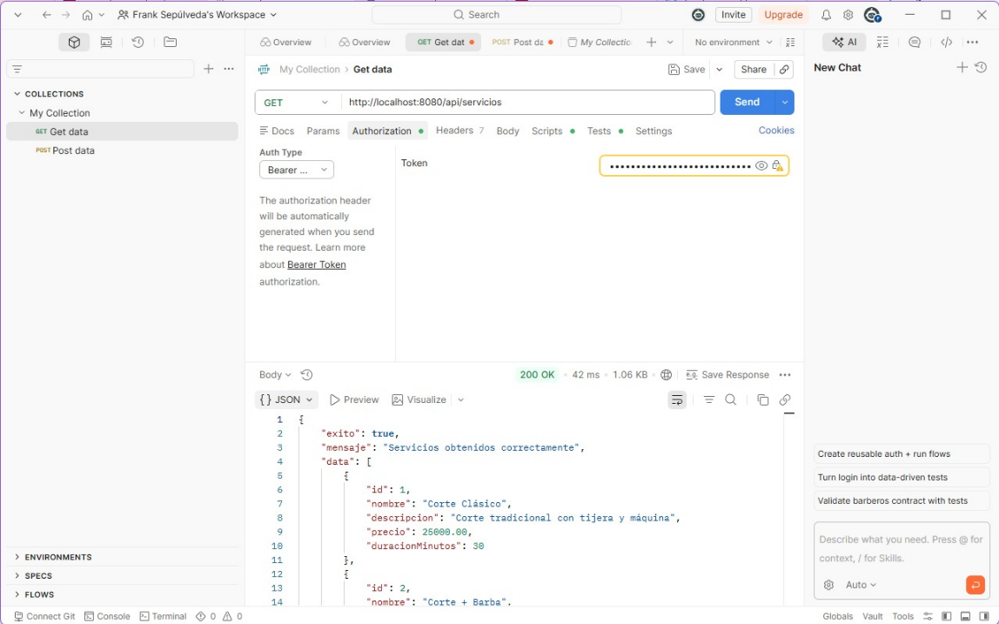 Frank Sepúlveda's Workspace
Search
Invite
Upgrade
Overview
Overview
GET Get dat
POST Post da
My Collectic
No environment
AI
COLLECTIONS
My Collection
GET Get data
POST Post data
ENVIRONMENTS
SPECS
FLOWS
HTTP My Collection > Get data
Save
Share
GET
http://localhost:8080/api/servicios
Send
Docs
Params
Authorization
Headers 7
Body
Scripts
Tests
Settings
Cookies
Auth Type
Bearer ...
The authorization header
will be automatically
generated when you send
the request. Learn more
about Bearer Token
authorization.
Token
Body
200 OK
42 ms
1.06 KB
e.g. Save Response
{} JSON
Preview
Visualize
1 {
2 "exito": true,
3 "mensaje": "Servicios obtenidos correctamente",
4 "data": [
5 {
6 "id": 1,
7 "nombre": "Corte Clásico",
8 "descripcion": "Corte tradicional con tijera y máquina",
9 "precio": 25000.00,
10 "duracionMinutos": 30
11 },
12 {
13 "id": 2,
14 "nombre": "Corte + Barba",
New Chat
Create reusable auth + run flows
Turn login into data-driven tests
Validate barberos contract with tests
Describe what you need. Press @ for
context, / for Skills.
Auto
Connect Git
Console
Terminal
0
0
Globals
Vault
Tools